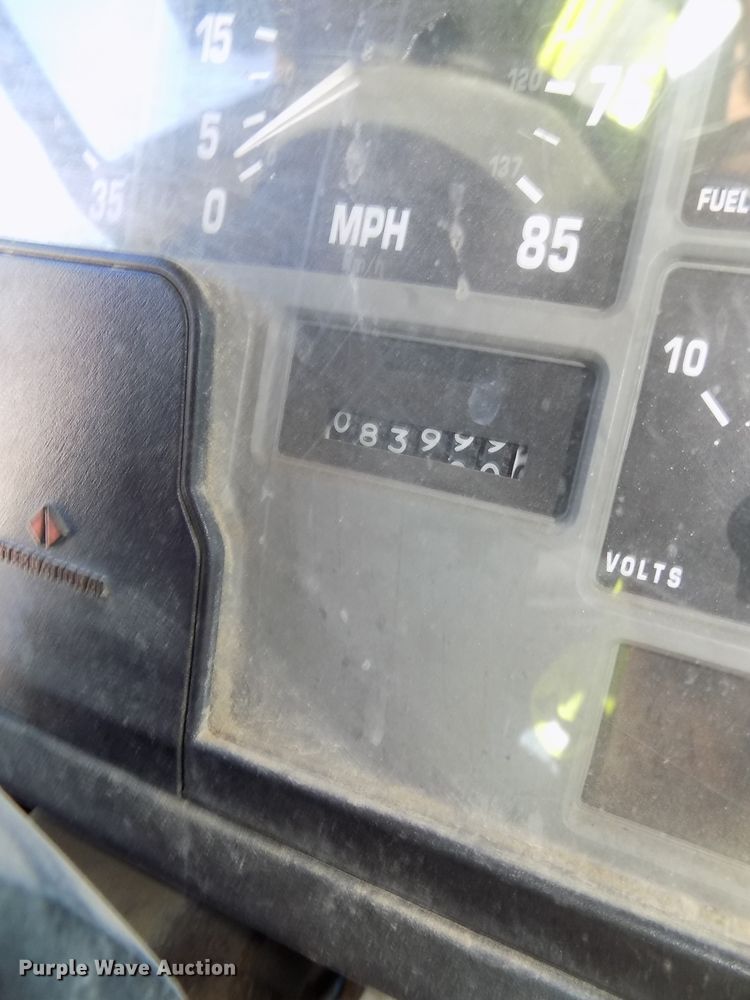 15
5
0
35
120
75
137
MPH
85
FUEL
10
083999
VOLTS
INTERNATIONAL
Purple Wave Auction